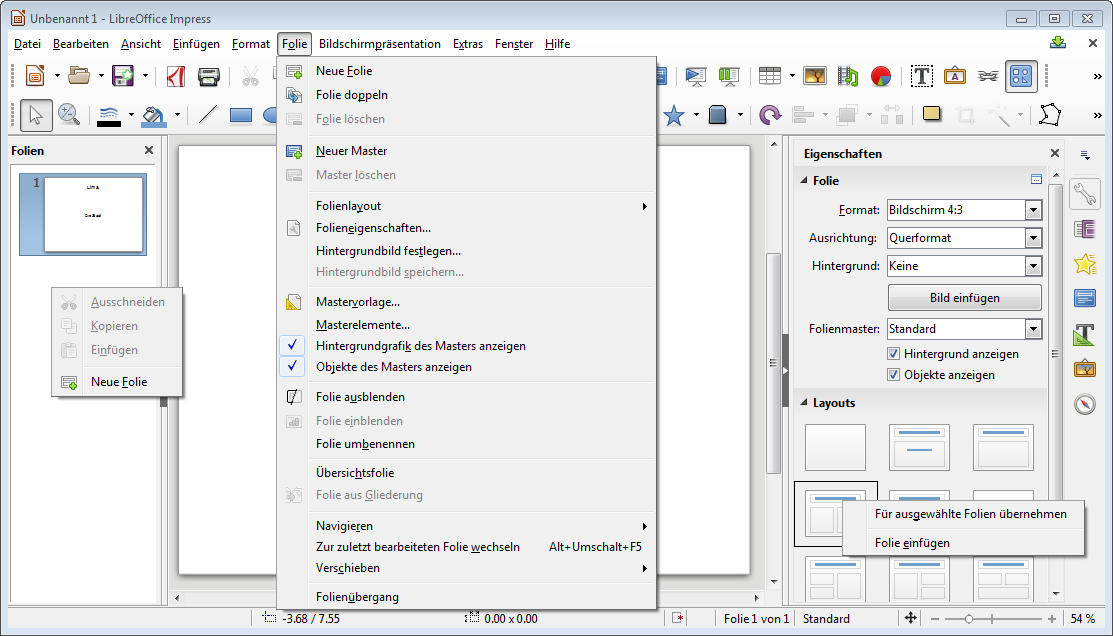 Unbenannt 1 - LibreOffice Impress
Datei Bearbeiten Ansicht Einfügen Format Folie Bildschirmpräsentation Extras Fenster Hilfe
Folien
1
Ausschneiden
Kopieren
Einfügen
Neue Folie
Neue Folie
Folie doppeln
Folie löschen
Neuer Master
Master löschen
Folienlayout
Folieneigenschaften...
Hintergrundbild festlegen...
Hintergrundbild speichern...
Mastervorlage...
Masterelemente...
Hintergrundgrafik des Masters anzeigen
Objekte des Masters anzeigen
Folie ausblenden
Folie einblenden
Folie umbenennen
Übersichtsfolie
Folie aus Gliederung
Navigieren
Zur zuletzt bearbeiteten Folie wechseln Alt+Umschalt+F5
Verschieben
Folienübergang
Eigenschaften
Folie
Format: Bildschirm 4:3
Ausrichtung: Querformat
Hintergrund: Keine
Bild einfügen
Folienmaster: Standard
Hintergrund anzeigen
Objekte anzeigen
Layouts
Für ausgewählte Folien übernehmen
Folie einfügen
-3.68 / 7.55 0.00 x 0.00 Folie 1 von 1 Standard 54 %